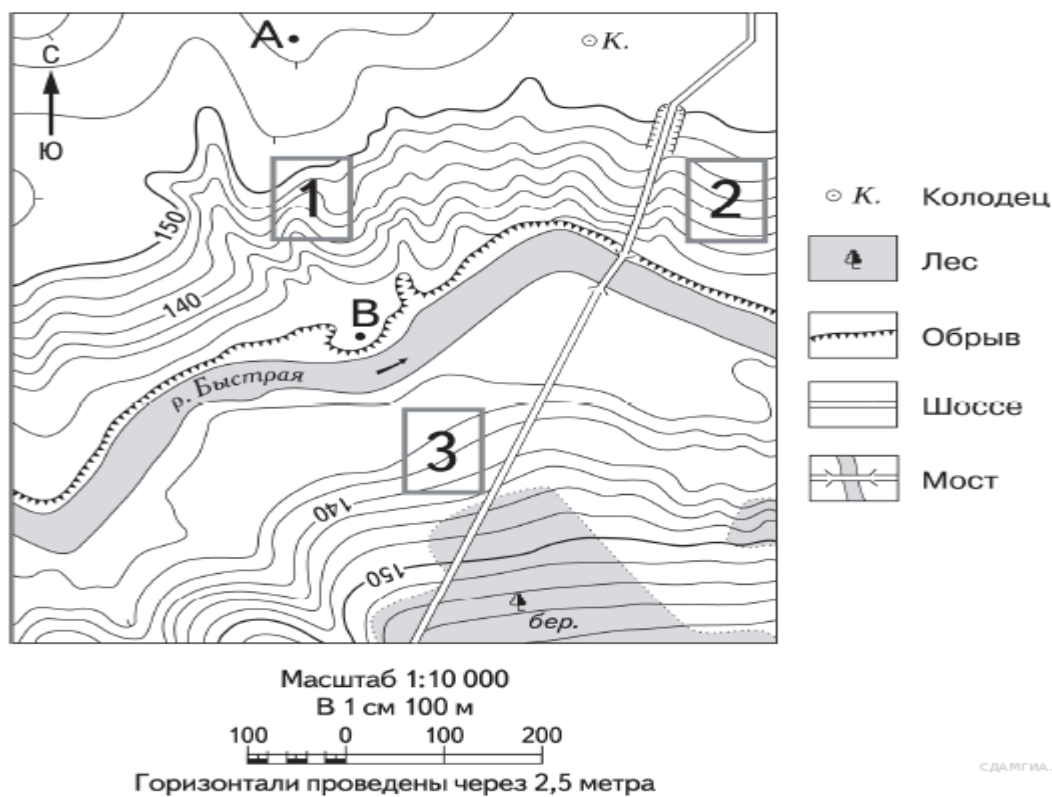 А
К.
С
Ю
1
2
150
140
В
р. Быстрая
3
140
150
бер.
К. Колодец
Лес
Обрыв
Шоссе
Мост
Масштаб 1:10 000
В 1 см 100 м
100 0 100 200
Горизонтали проведены через 2,5 метра
СДАМГИА.